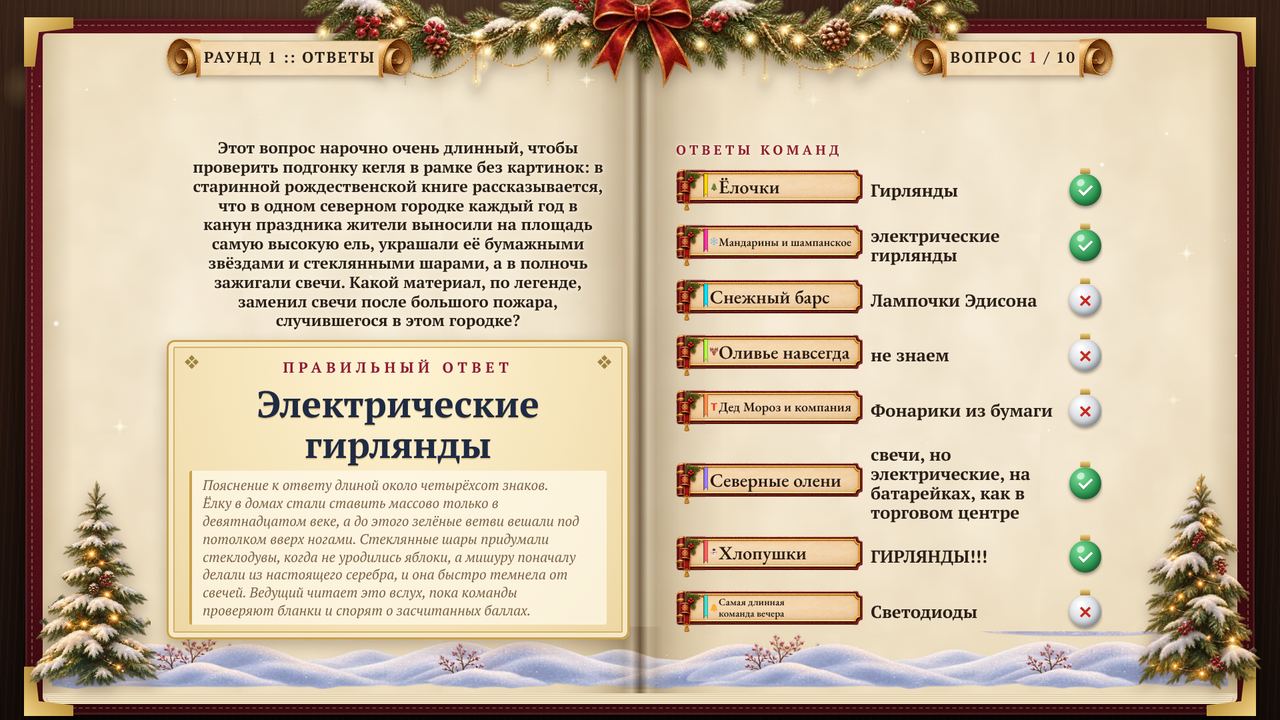 РАУНД 1 :: ОТВЕТЫ
ВОПРОС 1 / 10
Этот вопрос нарочно очень длинный, чтобы
проверить подгонку кегля в рамке без картинок: в
старинной рождественской книге рассказывается,
что в одном северном городке каждый год в
канун праздника жители выносили на площадь
самую высокую ель, украшали её бумажными
звёздами и стеклянными шарами, а в полночь
зажигали свечи. Какой материал, по легенде,
заменил свечи после большого пожара,
случившегося в этом городке?
ПРАВИЛЬНЫЙ ОТВЕТ
Электрические
гирлянды
Пояснение к ответу длиной около четырёхсот знаков.
Ёлку в домах стали ставить массово только в
девятнадцатом веке, а до этого зелёные ветви вешали под
потолком вверх ногами. Стеклянные шары придумали
стеклодувы, когда не уродились яблоки, а мишуру поначалу
делали из настоящего серебра, и она быстро темнела от
свечей. Ведущий читает это вслух, пока команды
проверяют бланки и спорят о засчитанных баллах.
ОТВЕТЫ КОМАНД
Ёлочки
Гирлянды
Мандарины и шампанское
электрические
гирлянды
Снежный барс
Лампочки Эдисона
Оливье навсегда
не знаем
Дед Мороз и компания
Фонарики из бумаги
Северные олени
свечи, но
электрические, на
батарейках, как в
торговом центре
Хлопушки
ГИРЛЯНДЫ!!!
Самая длинная
команда вечера
Светодиоды